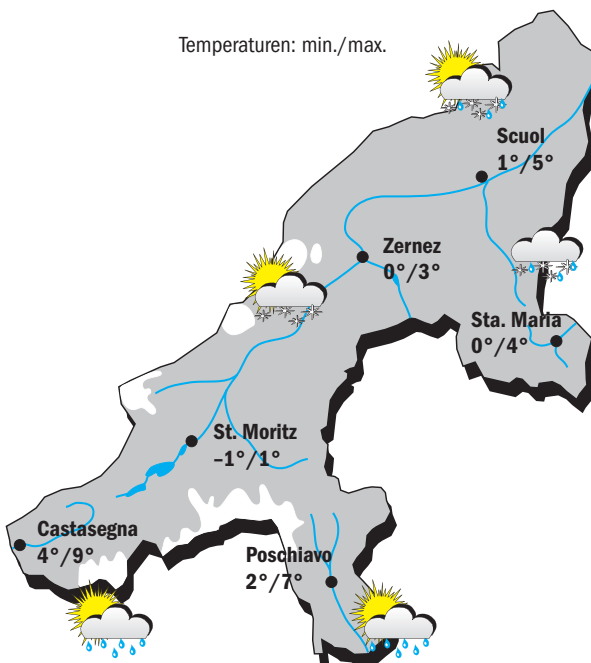 Temperaturen: min./max.
Scuol
1°/5°
Zernez
0°/3°
Sta. Maria
0°/4°
St. Moritz
–1°/1°
Castasegna
4°/9°
Poschiavo
2°/7°